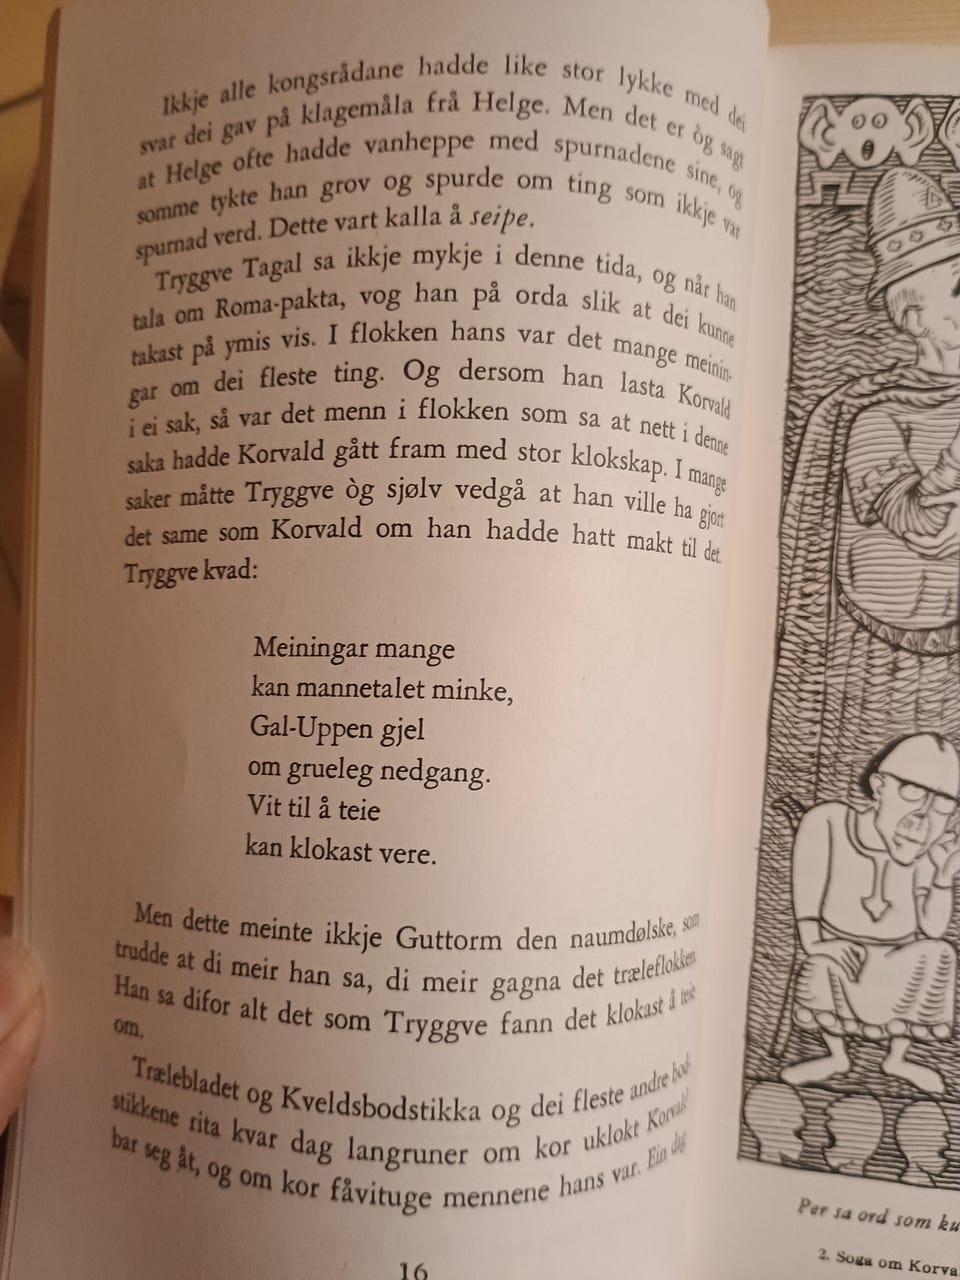 Ikkje alle kongsrådane hadde like stor lykke med dei
svar dei gav på klagemåla frå Helge. Men det er òg sagt
at Helge ofte hadde vanheppe med spurnadene sine, og
somme tykte han grov og spurde om ting som ikkje var
spurnad verd. Dette vart kalla å seipe.
Tryggve Tagal sa ikkje mykje i denne tida, og når han
tala om Roma-pakta, vog han på orda slik at dei kunne
takast på ymis vis. I flokken hans var det mange meinin-
gar om dei fleste ting. Og dersom han lasta Korvald
i ei sak, så var det menn i flokken som sa at nett i denne
saka hadde Korvald gått fram med stor klokskap. I mange
saker måtte Tryggve òg sjølv vedgå at han ville ha gjort
det same som Korvald om han hadde hatt makt til det.
Tryggve kvad:
Meiningar mange
kan mannetalet minke,
Gal-Uppen gjel
om grueleg nedgang.
Vit til å teie
kan klokast vere.
Men dette meinte ikkje Guttorm den naumdølske, som
trudde at di meir han sa, di meir gagna det træleflokken.
Han sa difor alt det som Tryggve fann det klokast å teie
om.
Trælebladet og Kveldsbodstikka og dei fleste andre bod-
stikkene rita kvar dag langruner om kor uklokt Korvald
bar seg åt, og om kor fåvituge mennene hans var. Ein dag
16
Per sa ord som
2. Soga om